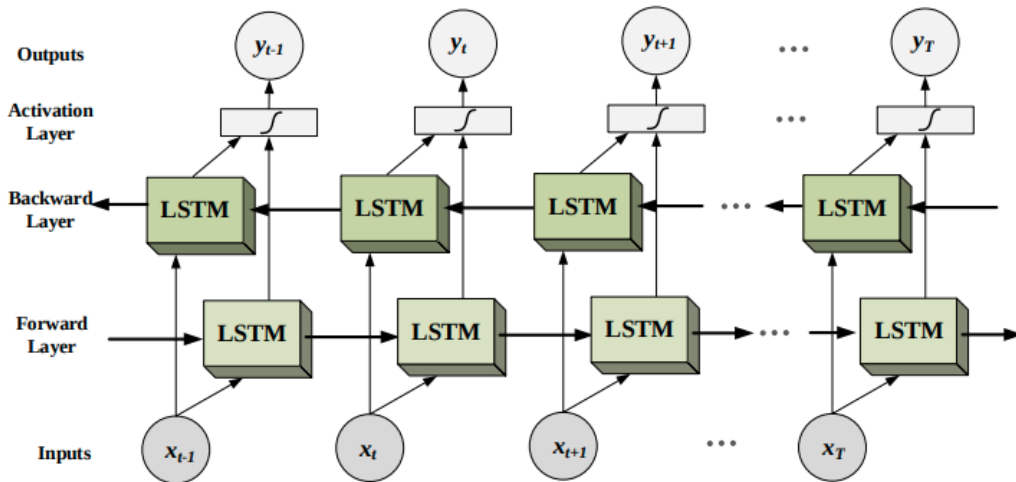 Outputs y_{t-1} y_t y_{t+1} ... y_T
Activation
Layer ∫ ∫ ∫ ... ∫
Backward
Layer LSTM LSTM LSTM ... LSTM
Forward
Layer LSTM LSTM LSTM ... LSTM
Inputs x_{t-1} x_t x_{t+1} ... x_T